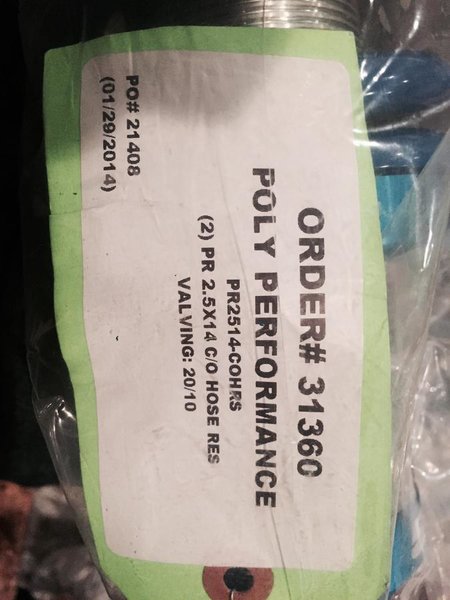 ORDER# 31360
POLY PERFORMANCE
PR2514-COHRS
(2) PR 2.5X14 C/O HOSE RES
VALVING: 20/10
PO# 21408
(01/29/2014)